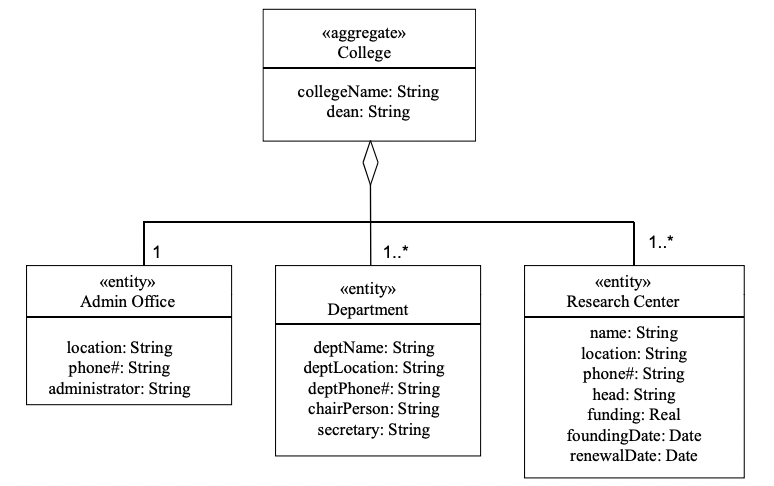 «aggregate»
College
collegeName: String
dean: String
1
1..*
1..*
«entity»
Admin Office
location: String
phone#: String
administrator: String
«entity»
Department
deptName: String
deptLocation: String
deptPhone#: String
chairPerson: String
secretary: String
«entity»
Research Center
name: String
location: String
phone#: String
head: String
funding: Real
foundingDate: Date
renewalDate: Date